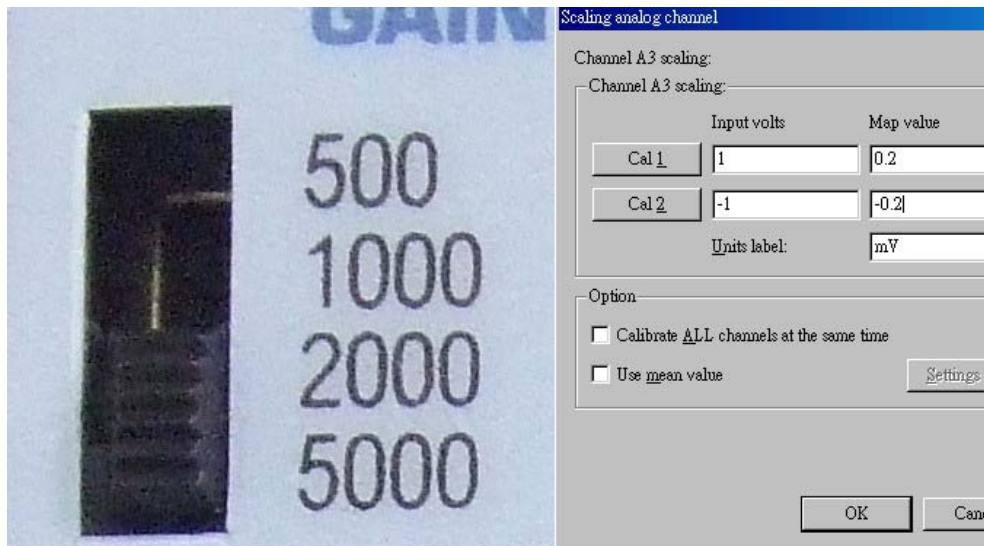 GAIN
500
1000
2000
5000
Scaling analog channel
Channel A3 scaling:
Channel A3 scaling:
Input volts Map value
Cal 1 1 0.2
Cal 2 -1 -0.2
Units label: mV
Option
Calibrate ALL channels at the same time
Use mean value Settings
OK